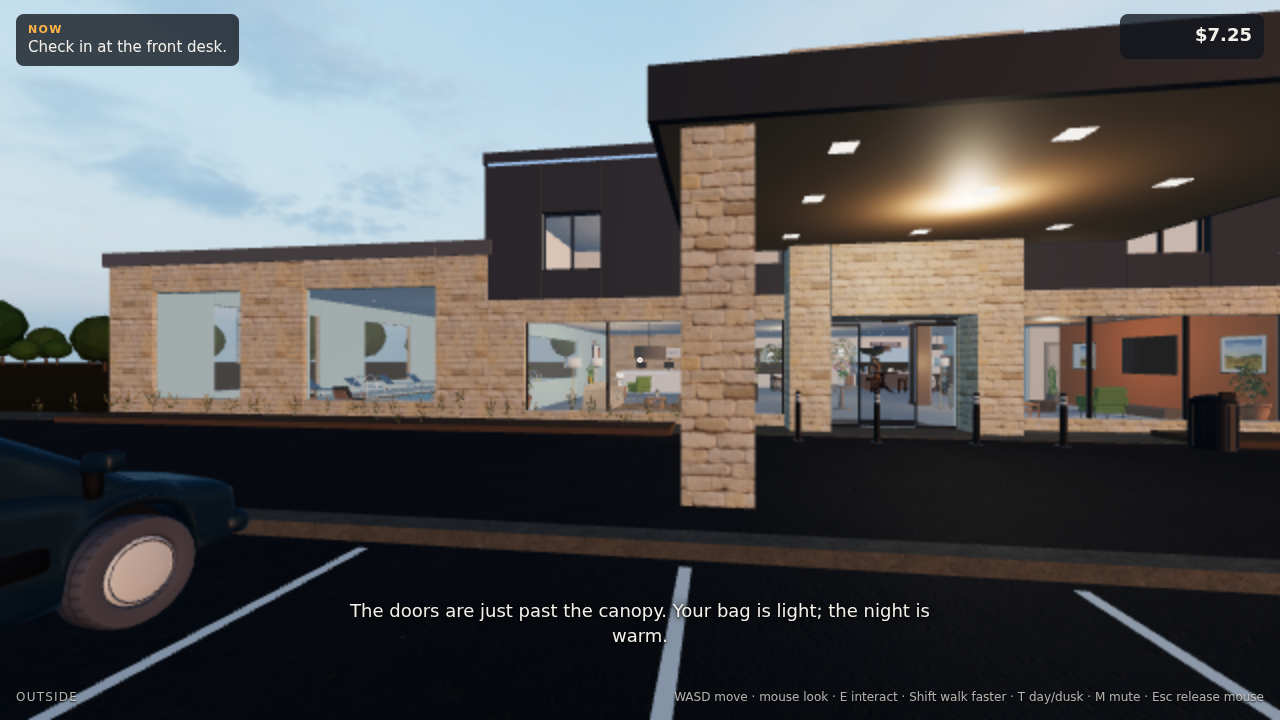 NOW
Check in at the front desk.
$7.25
The doors are just past the canopy. Your bag is light; the night is
warm.
OUTSIDE
WASD move · mouse look · E interact · Shift walk faster · T day/dusk · M mute · Esc release mouse